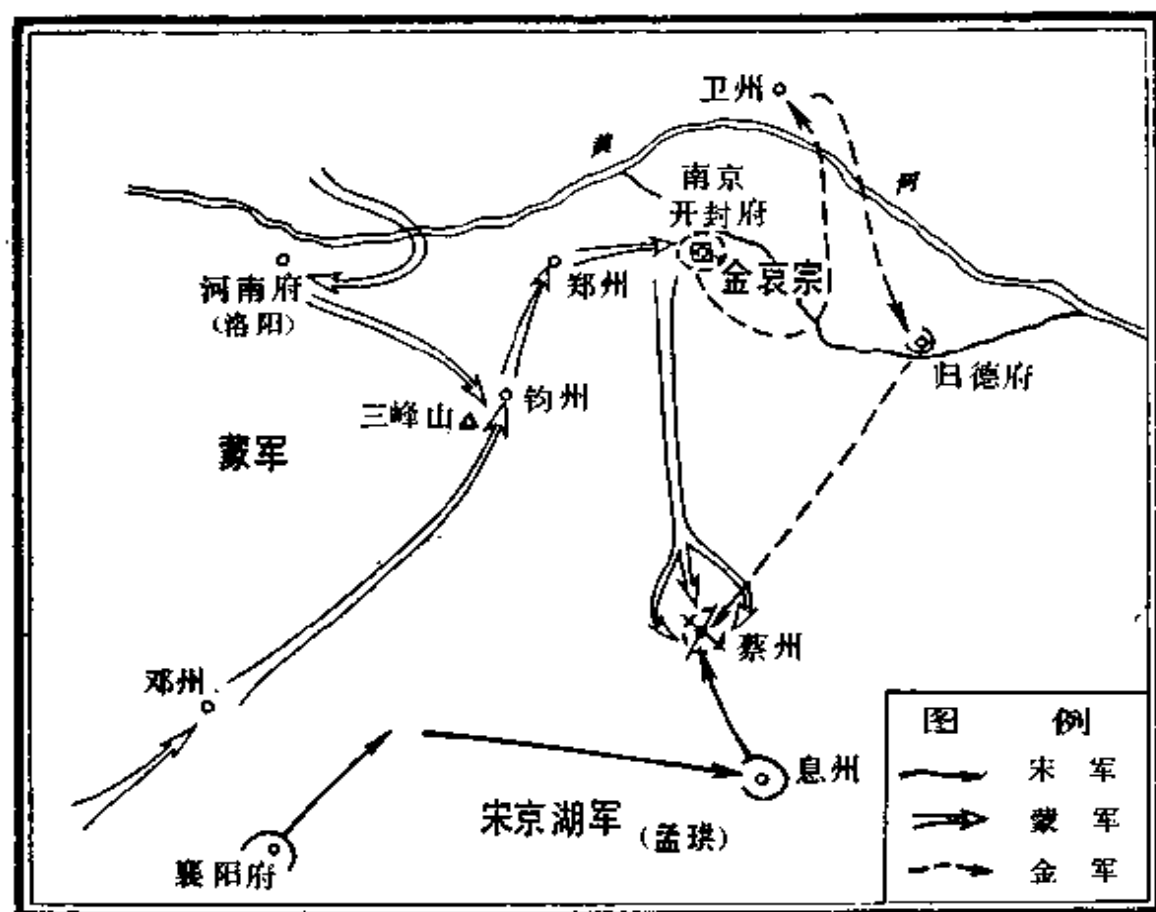 卫州
黄
河
南京
开封府
金哀宗
河南府
(洛阳)
郑州
归德府
钧州
三峰山
蒙军
蔡州
邓州
息州
宋京湖军
(孟珙)
襄阳府
图 例
宋 军
蒙 军
金 军